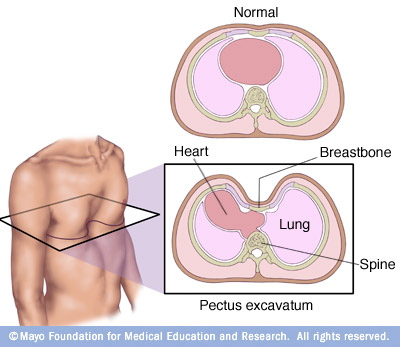 Normal
Heart
Breastbone
Lung
Spine
Pectus excavatum
© Mayo Foundation for Medical Education and Research. All rights reserved.